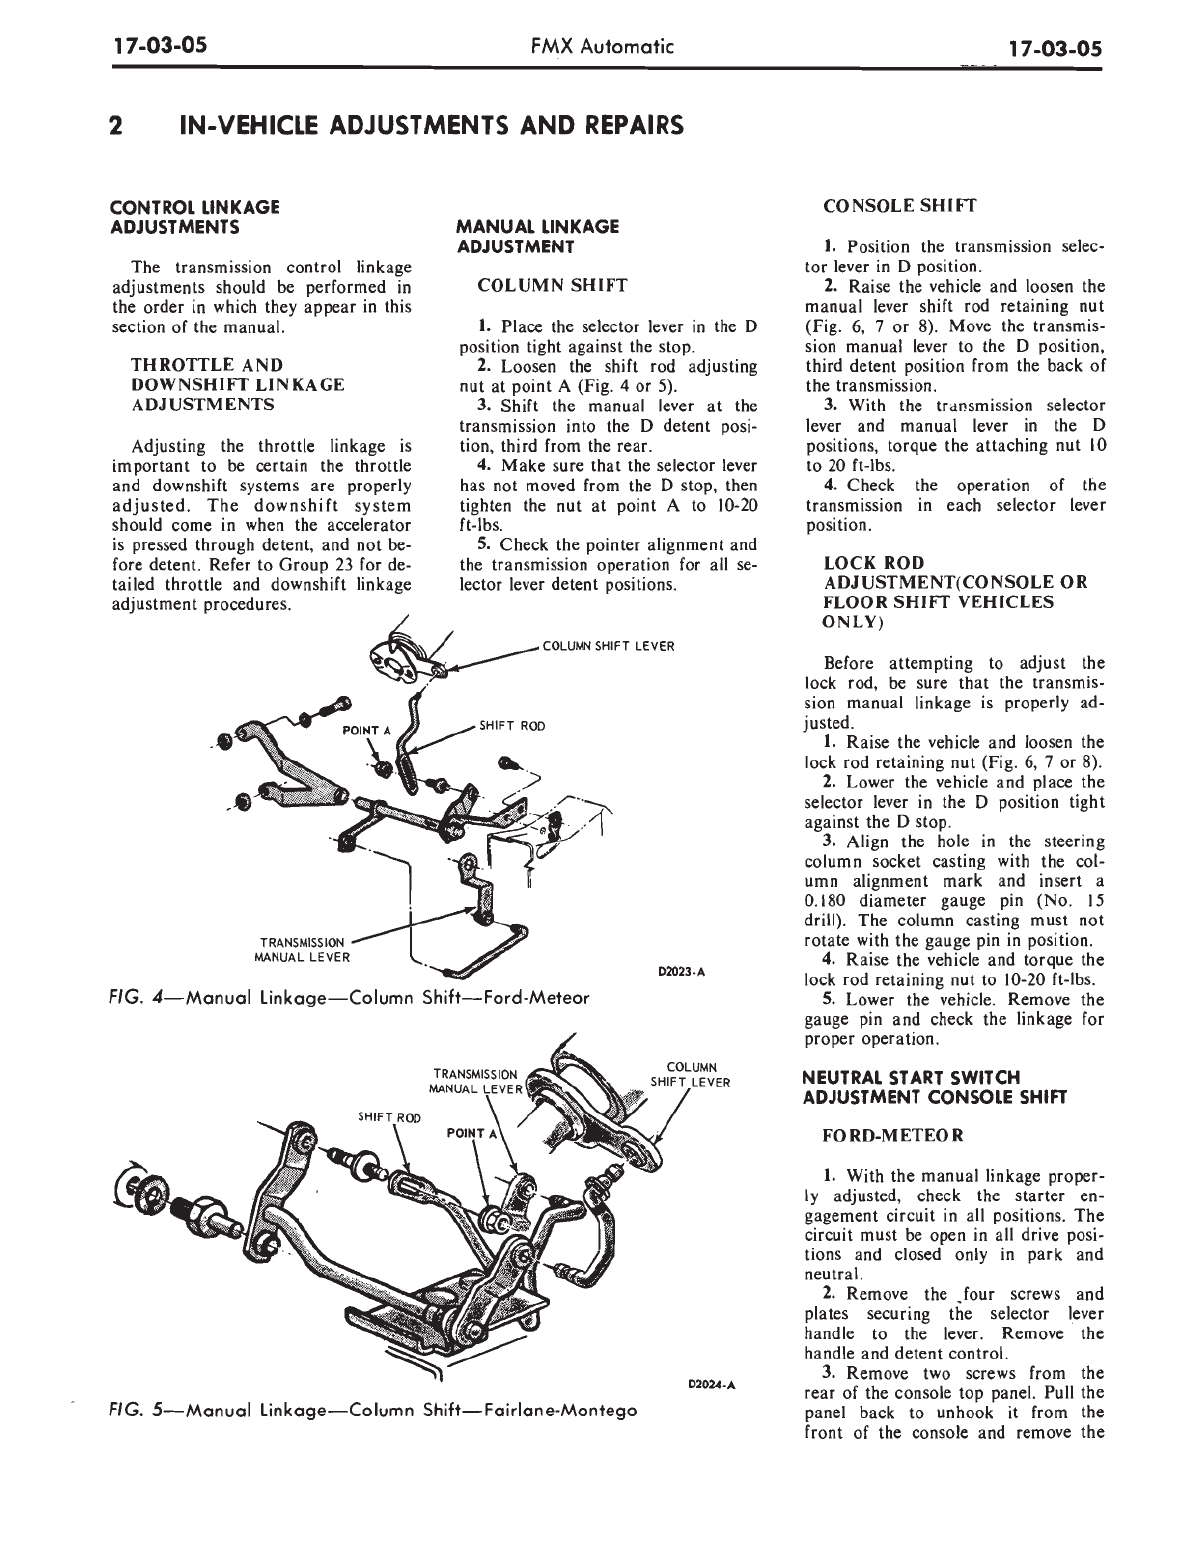 17-03-05
FMX Automatic
17-03-05
2 IN-VEHICLE ADJUSTMENTS AND REPAIRS
CONTROL LINKAGE
ADJUSTMENTS
The transmission control linkage
adjustments should be performed in
the order in which they appear in this
section of the manual.
THROTTLE AND
DOWNSHIFT LINKAGE
ADJUSTMENTS
Adjusting the throttle linkage is
important to be certain the throttle
and downshift systems are properly
adjusted. The downshift system
should come in when the accelerator
is pressed through detent, and not be-
fore detent. Refer to Group 23 for de-
tailed throttle and downshift linkage
adjustment procedures.
MANUAL LINKAGE
ADJUSTMENT
COLUMN SHIFT
1. Place the selector lever in the D
position tight against the stop.
2. Loosen the shift rod adjusting
nut at point A (Fig. 4 or 5).
3. Shift the manual lever at the
transmission into the D detent posi-
tion, third from the rear.
4. Make sure that the selector lever
has not moved from the D stop, then
tighten the nut at point A to 10-20
ft-lbs.
5. Check the pointer alignment and
the transmission operation for all se-
lector lever detent positions.
COLUMN SHIFT LEVER
POINT A
SHIFT ROD
TRANSMISSION
MANUAL LEVER
D2023-A
FIG. 4—Manual Linkage—Column Shift—Ford-Meteor
TRANSMISSION
MANUAL LEVER
COLUMN
SHIFT LEVER
SHIFT ROD
POINT A
D2024-A
FIG. 5—Manual Linkage—Column Shift—Fairlane-Montego
CONSOLE SHIFT
1. Position the transmission selec-
tor lever in D position.
2. Raise the vehicle and loosen the
manual lever shift rod retaining nut
(Fig. 6, 7 or 8). Move the transmis-
sion manual lever to the D position,
third detent position from the back of
the transmission.
3. With the transmission selector
lever and manual lever in the D
positions, torque the attaching nut 10
to 20 ft-lbs.
4. Check the operation of the
transmission in each selector lever
position.
LOCK ROD
ADJUSTMENT(CONSOLE OR
FLOOR SHIFT VEHICLES
ONLY)
Before attempting to adjust the
lock rod, be sure that the transmis-
sion manual linkage is properly ad-
justed.
1. Raise the vehicle and loosen the
lock rod retaining nut (Fig. 6, 7 or 8).
2. Lower the vehicle and place the
selector lever in the D position tight
against the D stop.
3. Align the hole in the steering
column socket casting with the col-
umn alignment mark and insert a
0.180 diameter gauge pin (No. 15
drill). The column casting must not
rotate with the gauge pin in position.
4. Raise the vehicle and torque the
lock rod retaining nut to 10-20 ft-lbs.
5. Lower the vehicle. Remove the
gauge pin and check the linkage for
proper operation.
NEUTRAL START SWITCH
ADJUSTMENT CONSOLE SHIFT
FORD-METEOR
1. With the manual linkage proper-
ly adjusted, check the starter en-
gagement circuit in all positions. The
circuit must be open in all drive posi-
tions and closed only in park and
neutral.
2. Remove the four screws and
plates securing the selector lever
handle to the lever. Remove the
handle and detent control.
3. Remove two screws from the
rear of the console top panel. Pull the
panel back to unhook it from the
front of the console and remove the